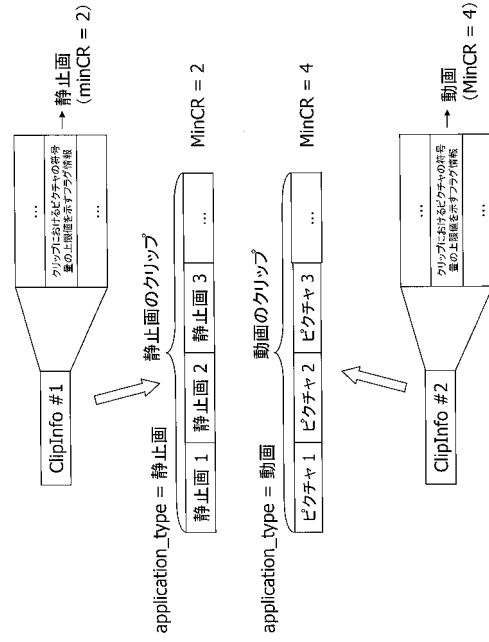 ClipInfo #1
…
クリップにおけるピクチャの符号
量の上限値を示すフラグ情報
…
静止画
(minCR = 2)
application_type = 静止画
静止画のクリップ
静止画 1
静止画 2
静止画 3
…
MinCR = 2
application_type = 動画
動画のクリップ
ピクチャ 1
ピクチャ 2
ピクチャ 3
…
MinCR = 4
ClipInfo #2
…
クリップにおけるピクチャの符号
量の上限値を示すフラグ情報
…
動画
(MinCR = 4)